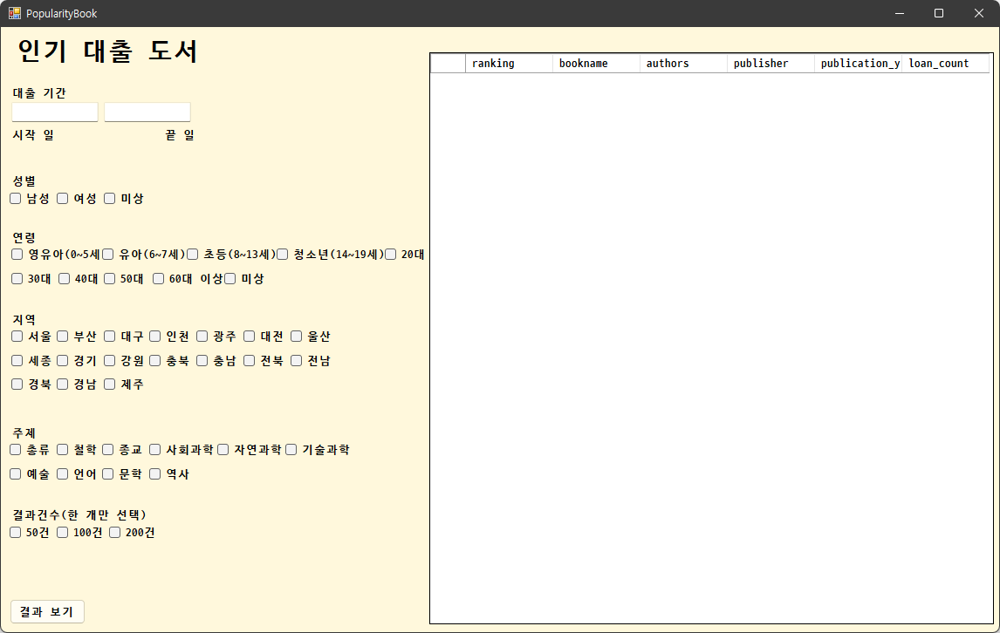 PopularityBook
인기 대출 도서
대출 기간
시작 일 끝 일
성별
남성 여성 미상
연령
영유아(0~5세 유아(6~7세) 초등(8~13세) 청소년(14~19세) 20대
30대 40대 50대 60대 이상 미상
지역
서울 부산 대구 인천 광주 대전 울산
세종 경기 강원 충북 충남 전북 전남
경북 경남 제주
주제
총류 철학 종교 사회과학 자연과학 기술과학
예술 언어 문학 역사
결과건수(한 개만 선택)
50건 100건 200건
결과 보기
ranking bookname authors publisher publication_y loan_count